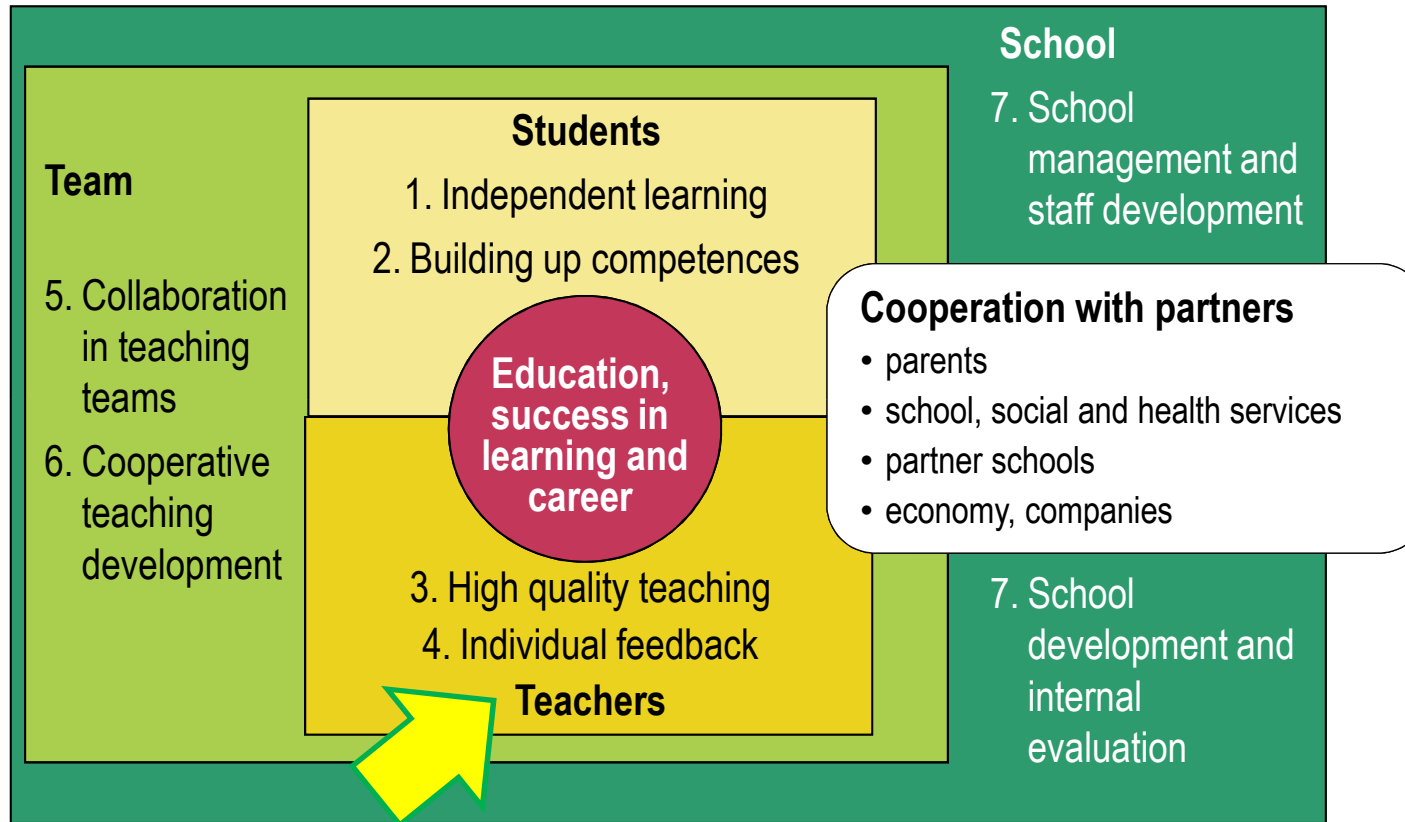 School
7. School
management and
staff development
Students
1. Independent learning
2. Building up competences
Team
5. Collaboration
in teaching
teams
6. Cooperative
teaching
development
Education,
success in
learning and
career
Cooperation with partners
• parents
• school, social and health services
• partner schools
• economy, companies
3. High quality teaching
4. Individual feedback
Teachers
7. School
development and
internal
evaluation